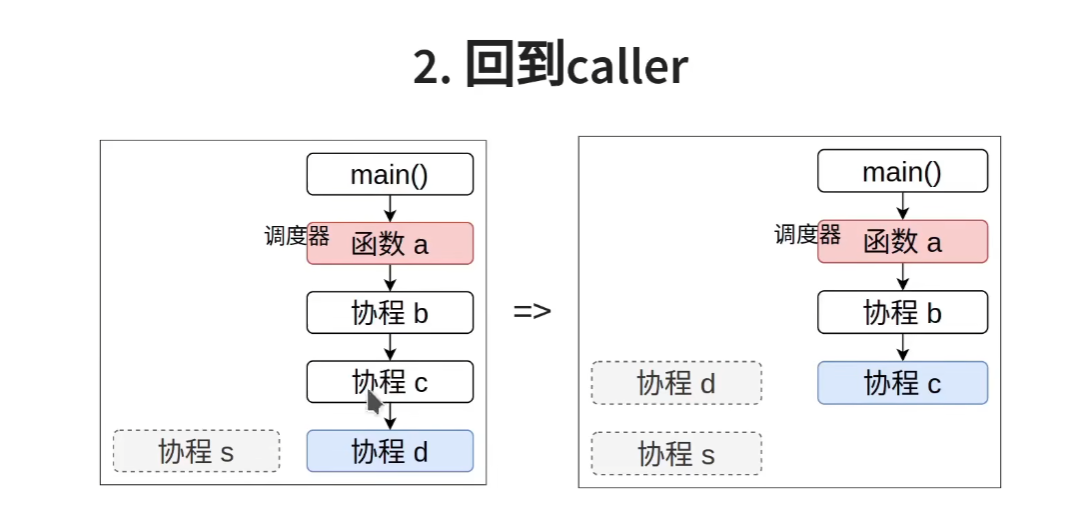 2. 回到caller
main()
调度器
函数 a
协程 b
协程 c
协程 s
协程 d
=>
main()
调度器
函数 a
协程 b
协程 d
协程 c
协程 s